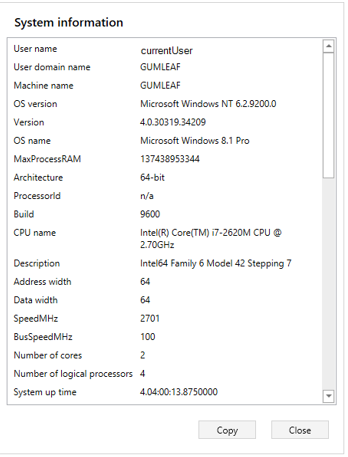 System information
User name currentUser
User domain name GUMLEAF
Machine name GUMLEAF
OS version Microsoft Windows NT 6.2.9200.0
Version 4.0.30319.34209
OS name Microsoft Windows 8.1 Pro
MaxProcessRAM 137438953344
Architecture 64-bit
ProcessorId n/a
Build 9600
CPU name Intel(R) Core(TM) i7-2620M CPU @
2.70GHz
Description Intel64 Family 6 Model 42 Stepping 7
Address width 64
Data width 64
SpeedMHz 2701
BusSpeedMHz 100
Number of cores 2
Number of logical processors 4
System up time 4.04:00:13.8750000
Copy Close